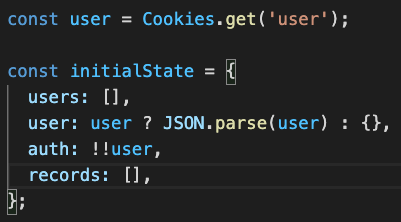 const user = Cookies.get('user');
const initialState = {
users: [],
user: user ? JSON.parse(user) : {},
auth: !!user,
records: [],
};